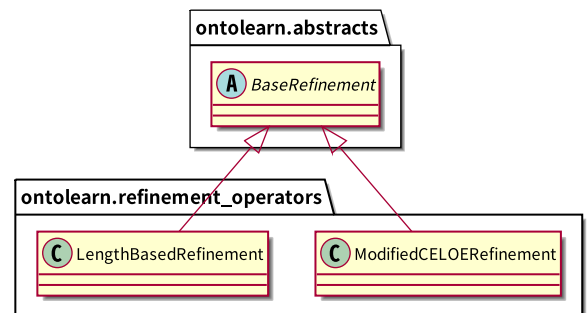 ontolearn.abstracts
A BaseRefinement
ontolearn.refinement_operators
C LengthBasedRefinement
C ModifiedCELOERefinement